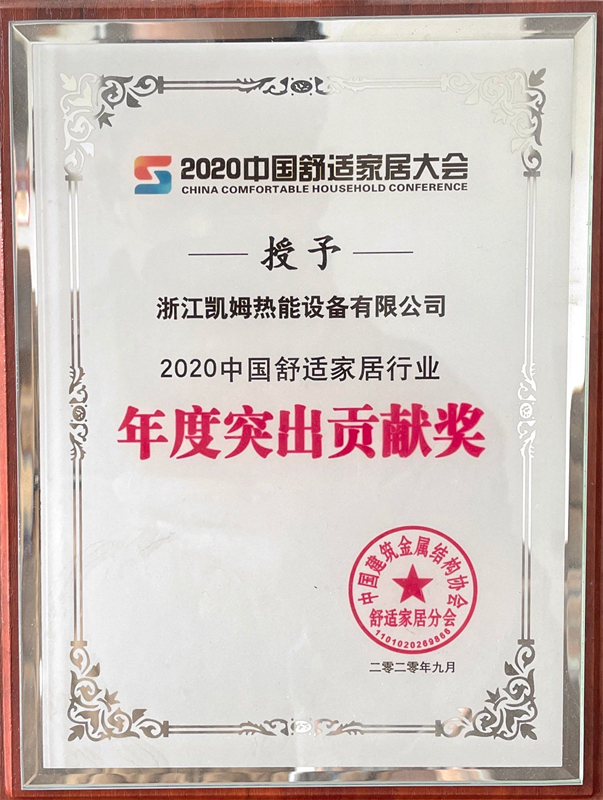 2020中国舒适家居大会
CHINA COMFORTABLE HOUSEHOLD CONFERENCE
授予
浙江凯姆热能设备有限公司
2020中国舒适家居行业
年度突出贡献奖
中国建筑金属结构协会
舒适家居分会
1101020269866
二零二零年九月